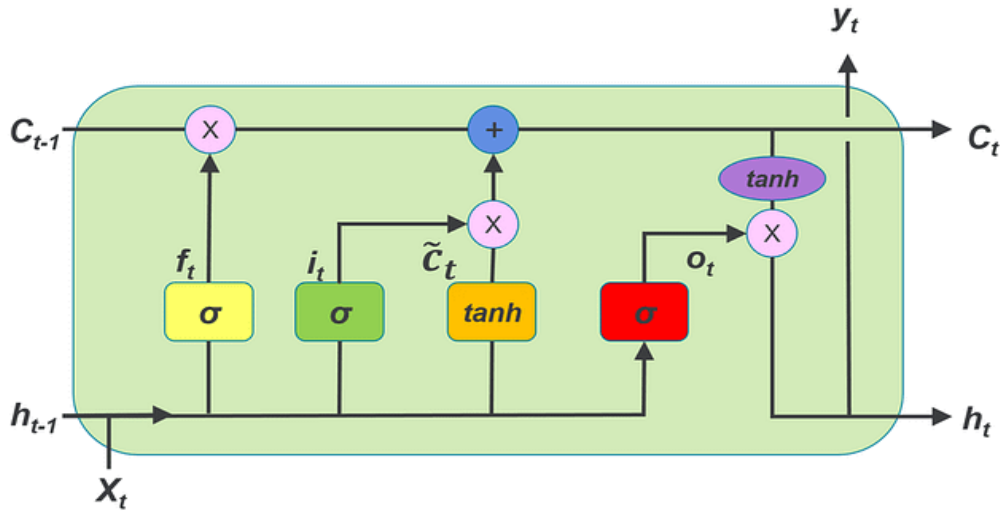 yₜ
Cₜ₋₁ X + Cₜ
tanh
X X
fₜ iₜ c̃ₜ oₜ
σ σ tanh σ
hₜ₋₁ hₜ
Xₜ